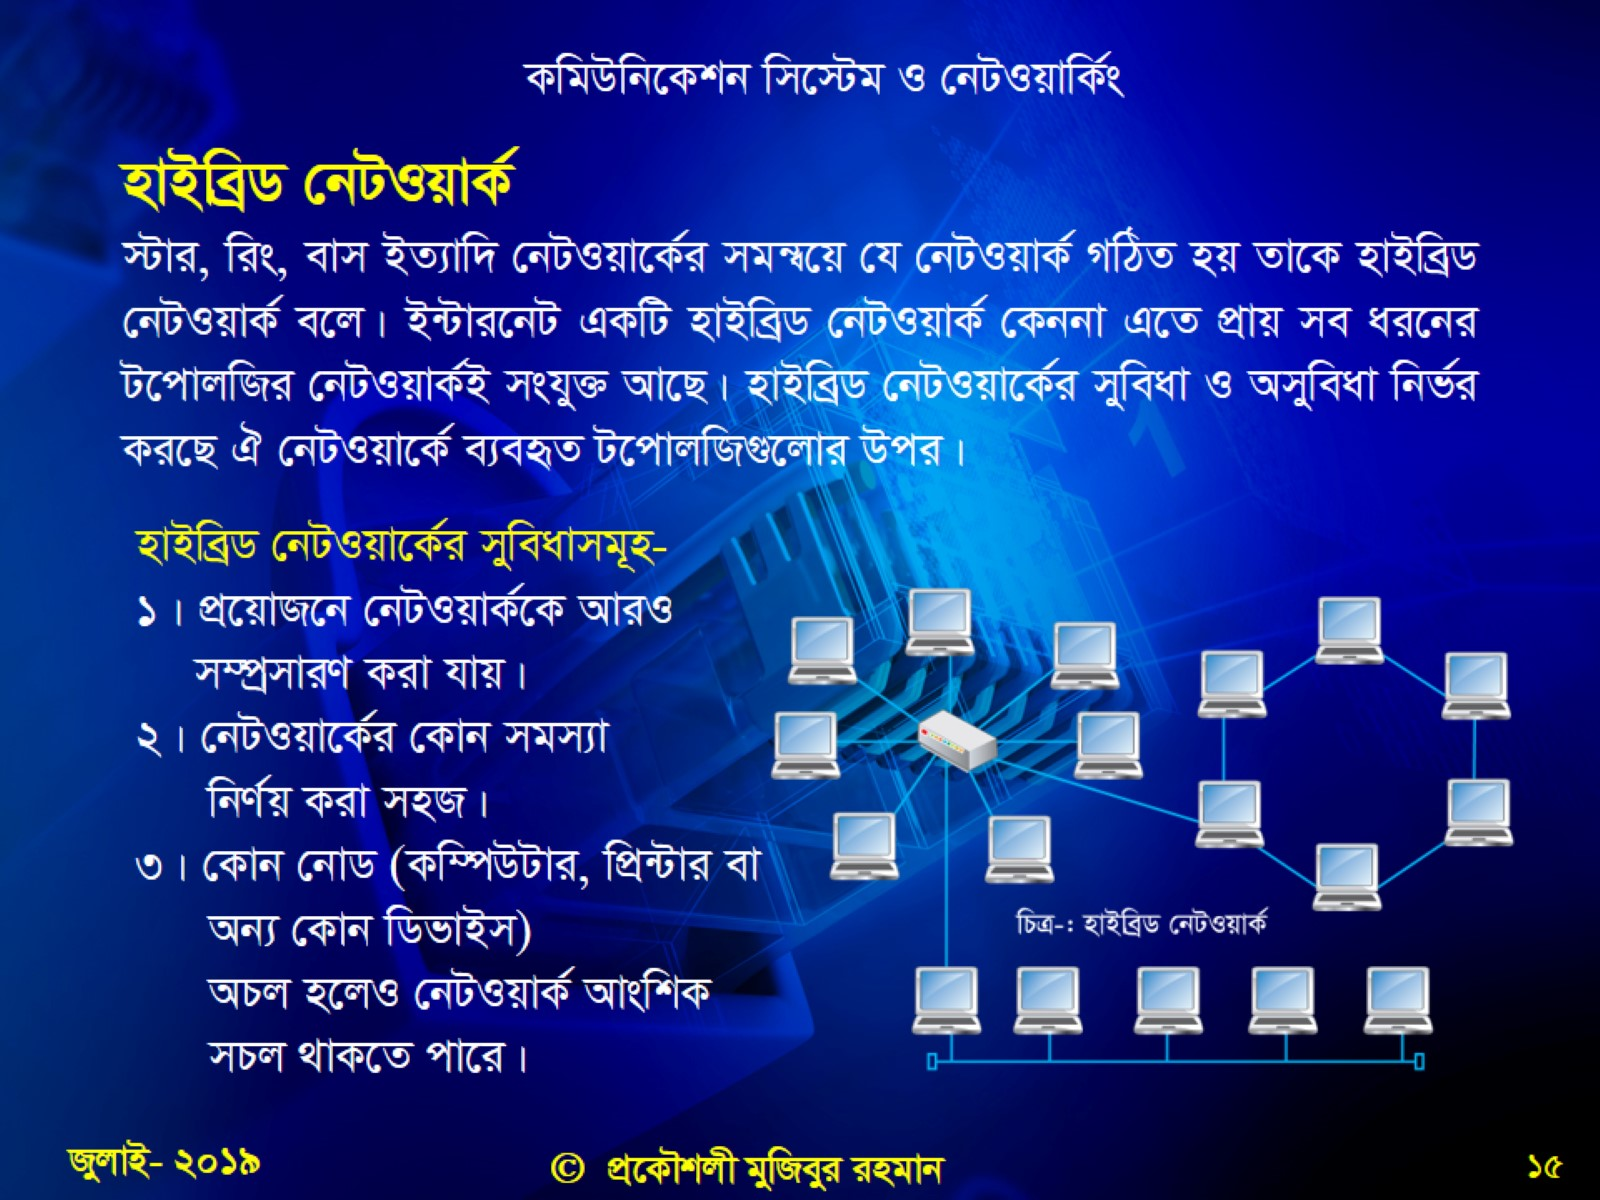 কমিউনিকেশন সিস্টেম ও নেটওয়ার্কিং
হাইব্রিড নেটওয়ার্ক
স্টার, রিং, বাস ইত্যাদি নেটওয়ার্কের সমন্বয়ে যে নেটওয়ার্ক গঠিত হয় তাকে হাইব্রিড
নেটওয়ার্ক বলে। ইন্টারনেট একটি হাইব্রিড নেটওয়ার্ক কেননা এতে প্রায় সব ধরনের
টপোলজির নেটওয়ার্কই সংযুক্ত আছে। হাইব্রিড নেটওয়ার্কের সুবিধা ও অসুবিধা নির্ভর
করছে ঐ নেটওয়ার্কে ব্যবহৃত টপোলজিগুলোর উপর।
হাইব্রিড নেটওয়ার্কের সুবিধাসমূহ-
১। প্রয়োজনে নেটওয়ার্ককে আরও
সম্প্রসারণ করা যায়।
২। নেটওয়ার্কের কোন সমস্যা
নির্ণয় করা সহজ।
৩। কোন নোড (কম্পিউটার, প্রিন্টার বা
অন্য কোন ডিভাইস)
অচল হলেও নেটওয়ার্ক আংশিক
সচল থাকতে পারে।
চিত্র-: হাইব্রিড নেটওয়ার্ক
জুলাই- ২০১৯
© প্রকৌশলী মুজিবুর রহমান
১৫